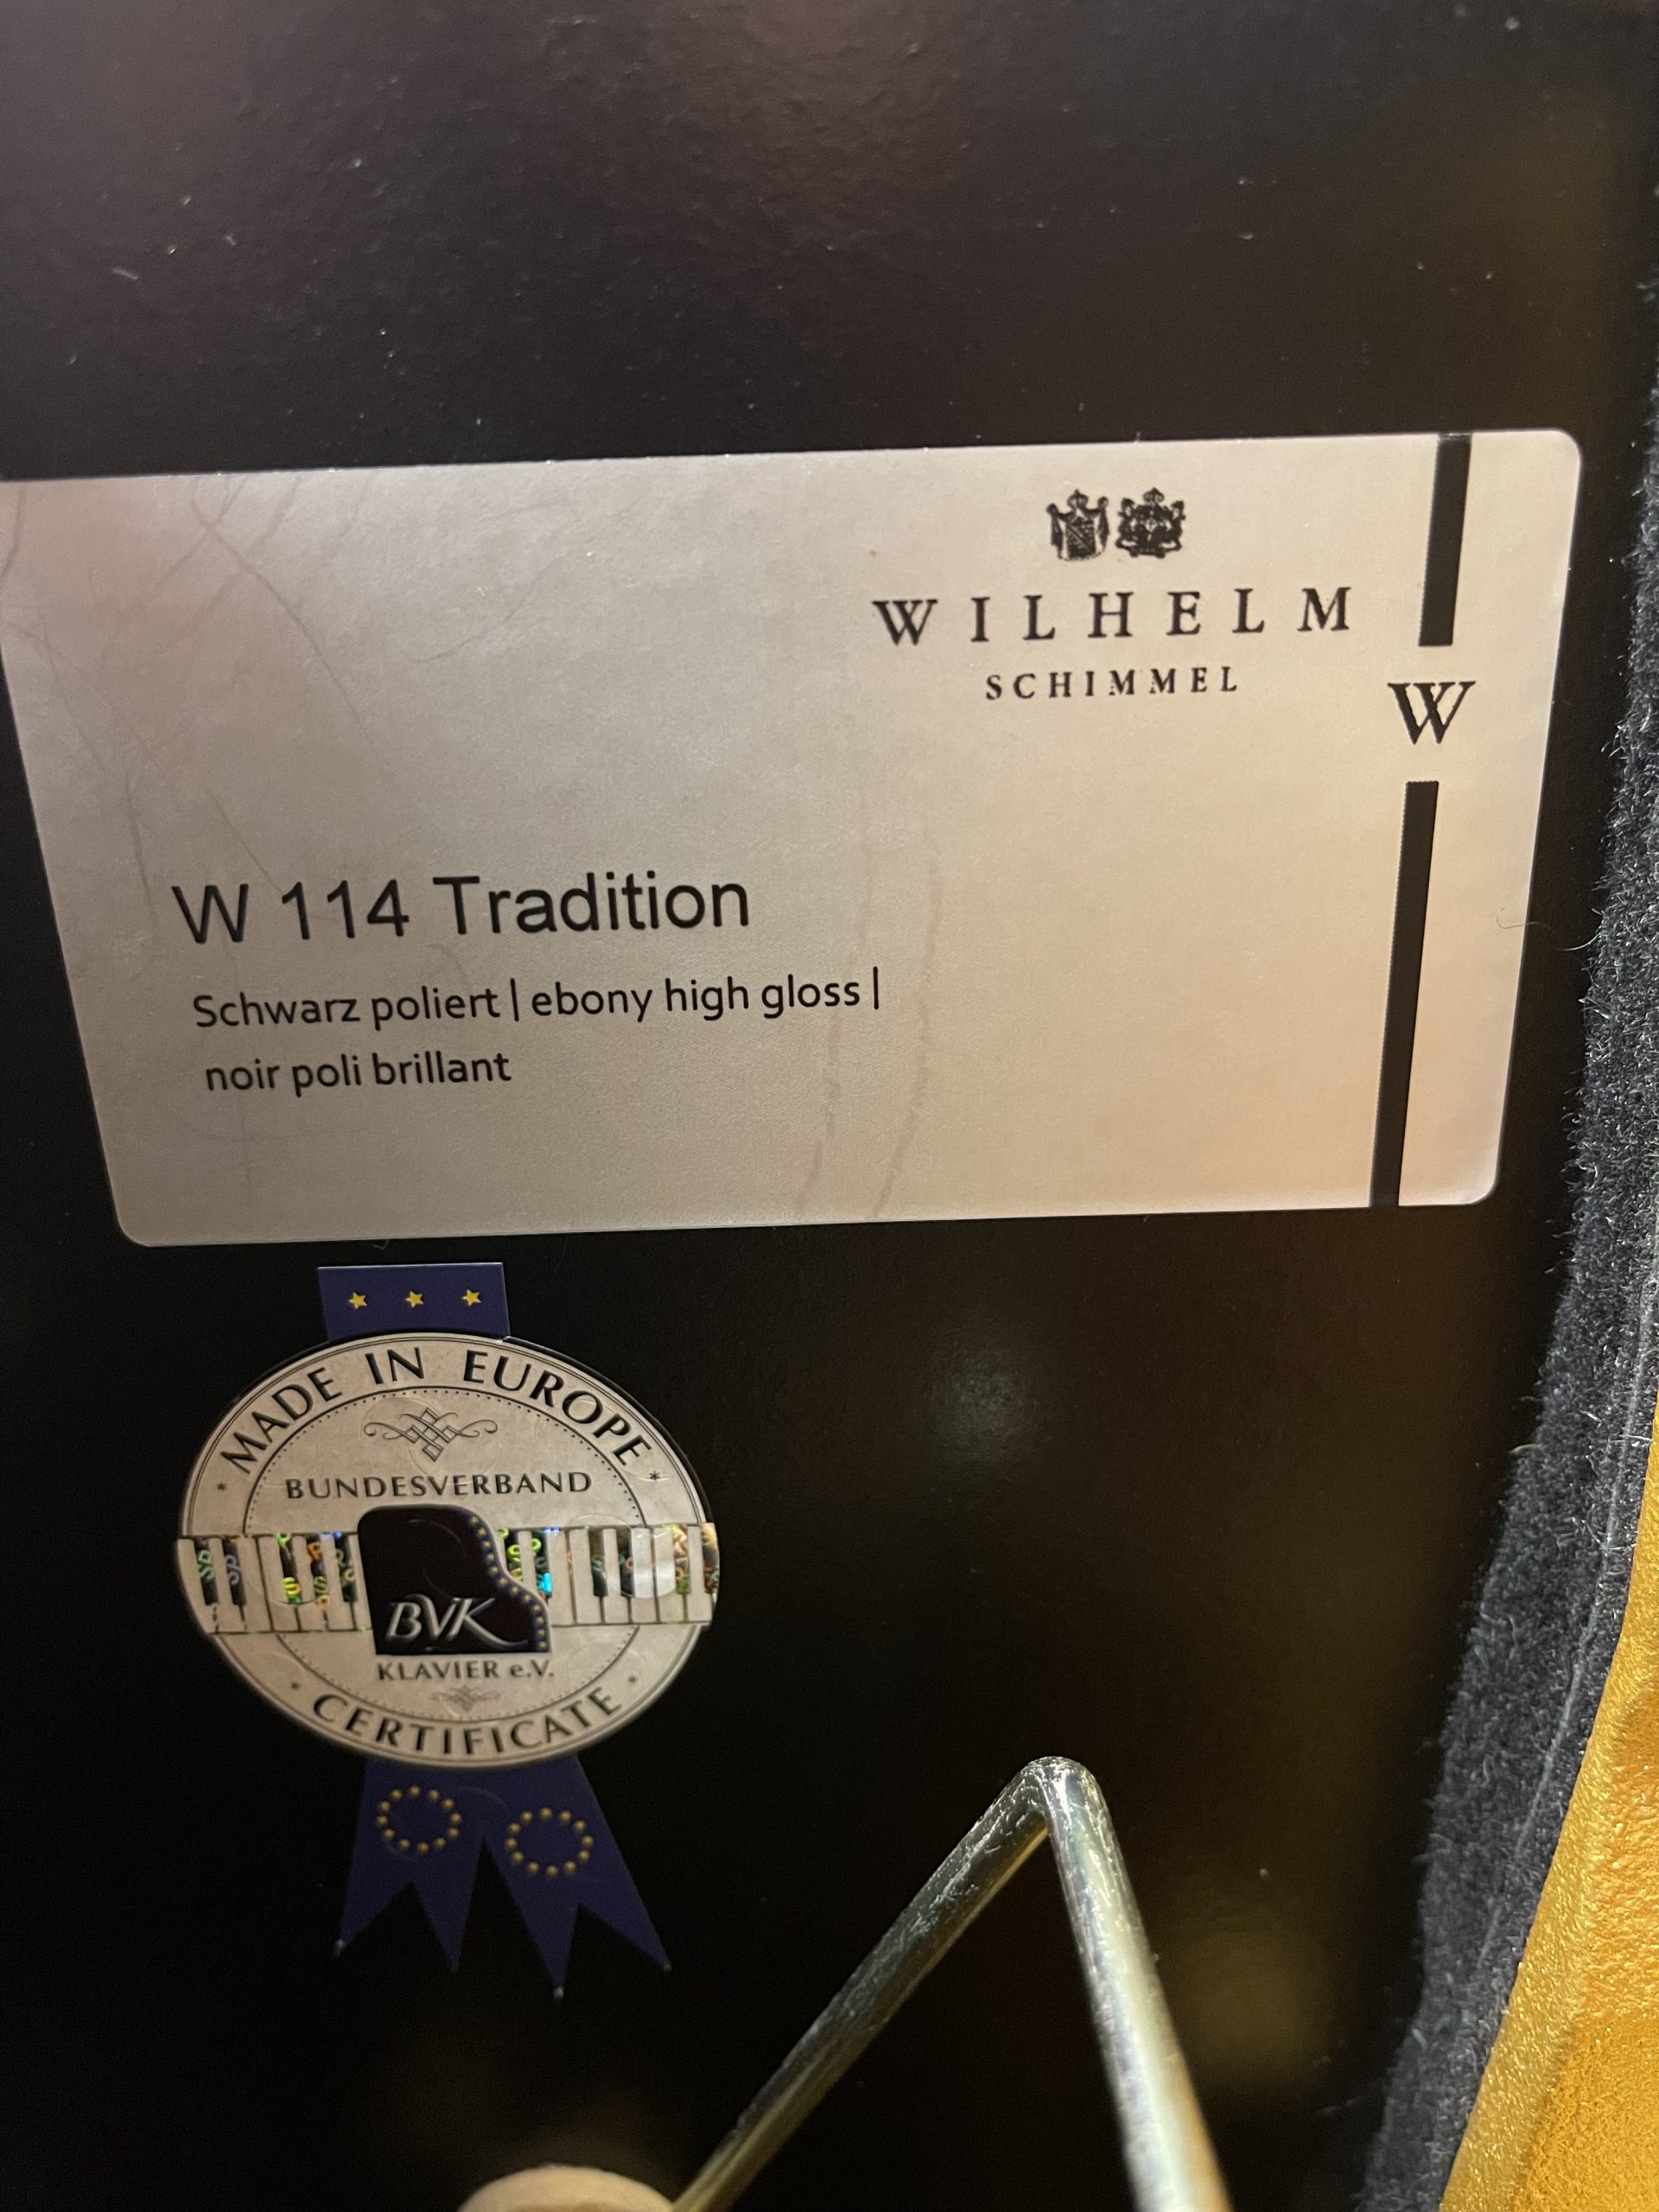 WILHELM
SCHIMMEL
W
W 114 Tradition
Schwarz poliert | ebony high gloss |
noir poli brillant
MADE IN EUROPE
BUNDESVERBAND
BVK
KLAVIER e.V.
CERTIFICATE